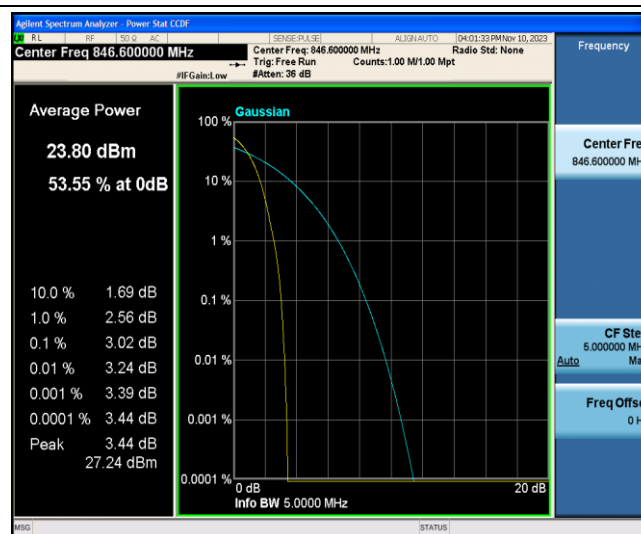 Agilent Spectrum Analyzer - Power Stat CCDF
LXI RL RF 50 Ω AC SENSE:PULSE ALIGN AUTO 04:01:33 PM Nov 10, 2023
Center Freq 846.600000 MHz
Center Freq: 846.600000 MHz Radio Std: None
Trig: Free Run Counts:1.00 M/1.00 Mpt
#IFGain:Low #Atten: 36 dB
Frequency
Average Power
23.80 dBm
53.55 % at 0dB
10.0 % 1.69 dB
1.0 % 2.56 dB
0.1 % 3.02 dB
0.01 % 3.24 dB
0.001 % 3.39 dB
0.0001 % 3.44 dB
Peak 3.44 dB
27.24 dBm
Gaussian
100 %
10 %
1 %
0.1 %
0.01 %
0.001 %
0.0001 %
0 dB 20 dB
Info BW 5.0000 MHz
Center Fre
846.600000 MH
CF Ste
5.000000 MH
Auto Ma
Freq Offse
0 H
MSG STATUS